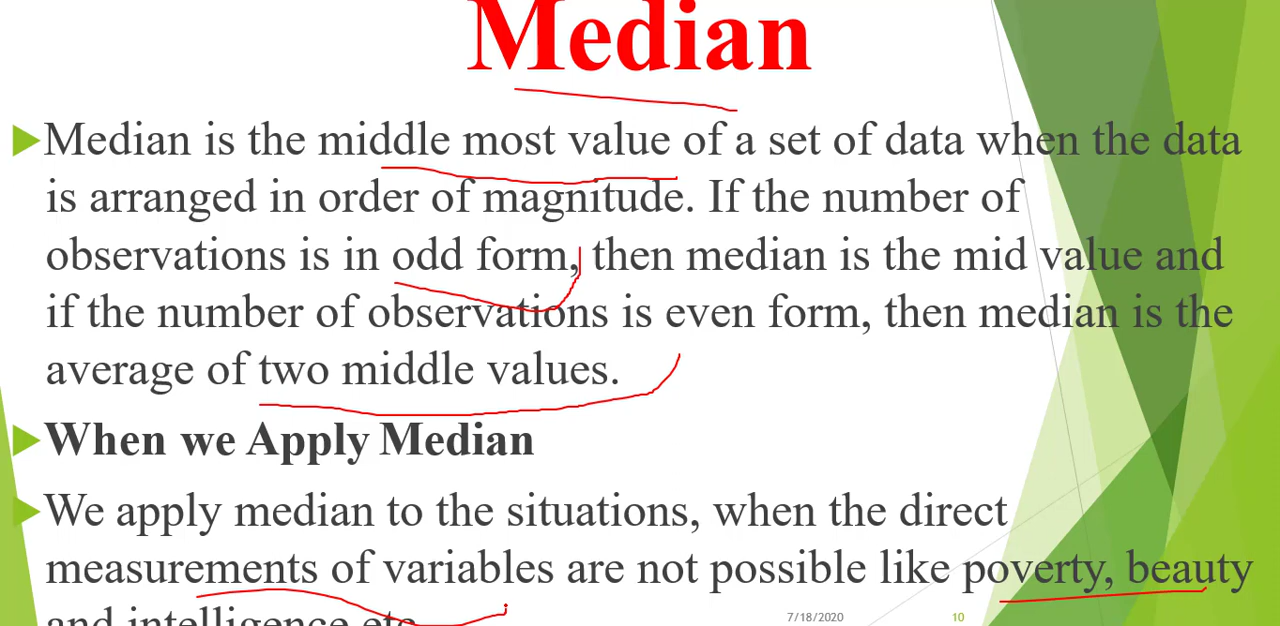 Median
Median is the middle most value of a set of data when the data
is arranged in order of magnitude. If the number of
observations is in odd form, then median is the mid value and
if the number of observations is even form, then median is the
average of two middle values.
When we Apply Median
We apply median to the situations, when the direct
measurements of variables are not possible like poverty, beauty
and intelligence etc
7/18/2020
10